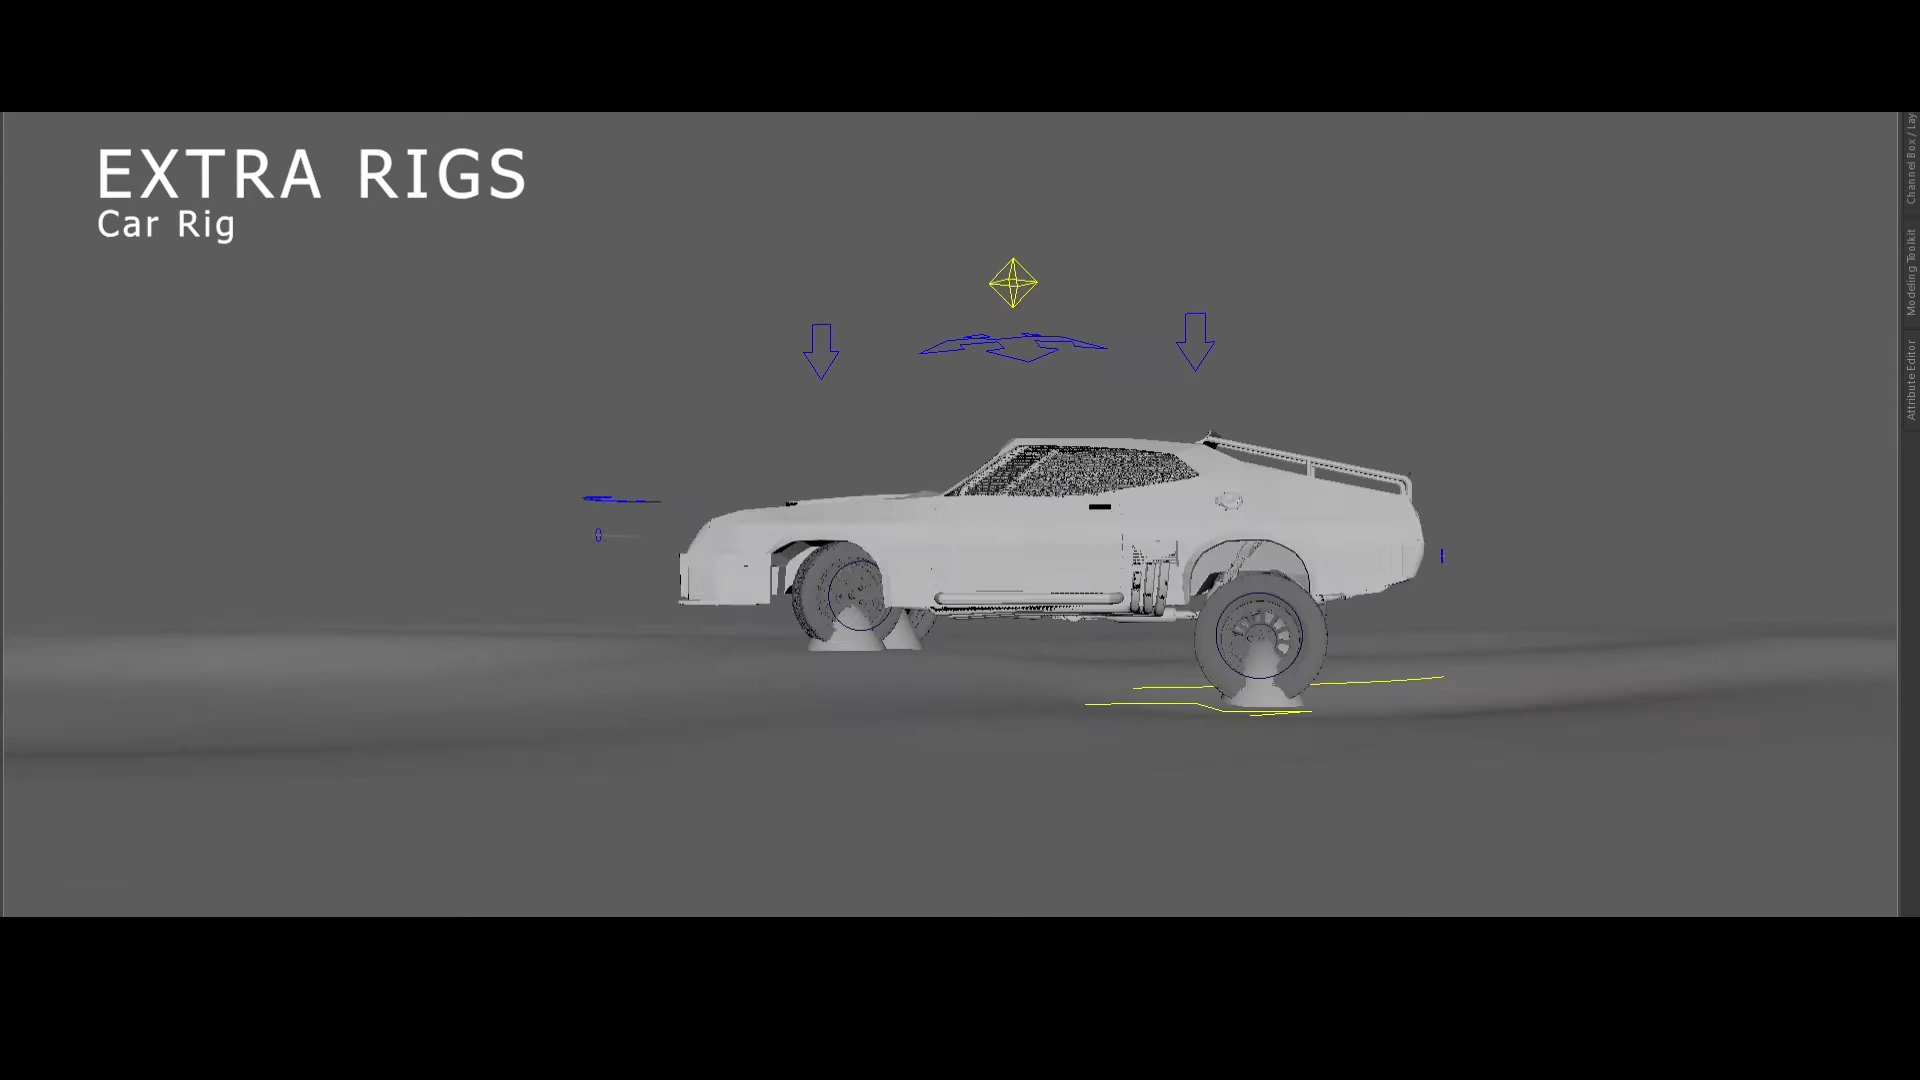 EXTRA RIGS
Car Rig
Channel Box / Lay
Modeling Toolkit
Attribute Editor